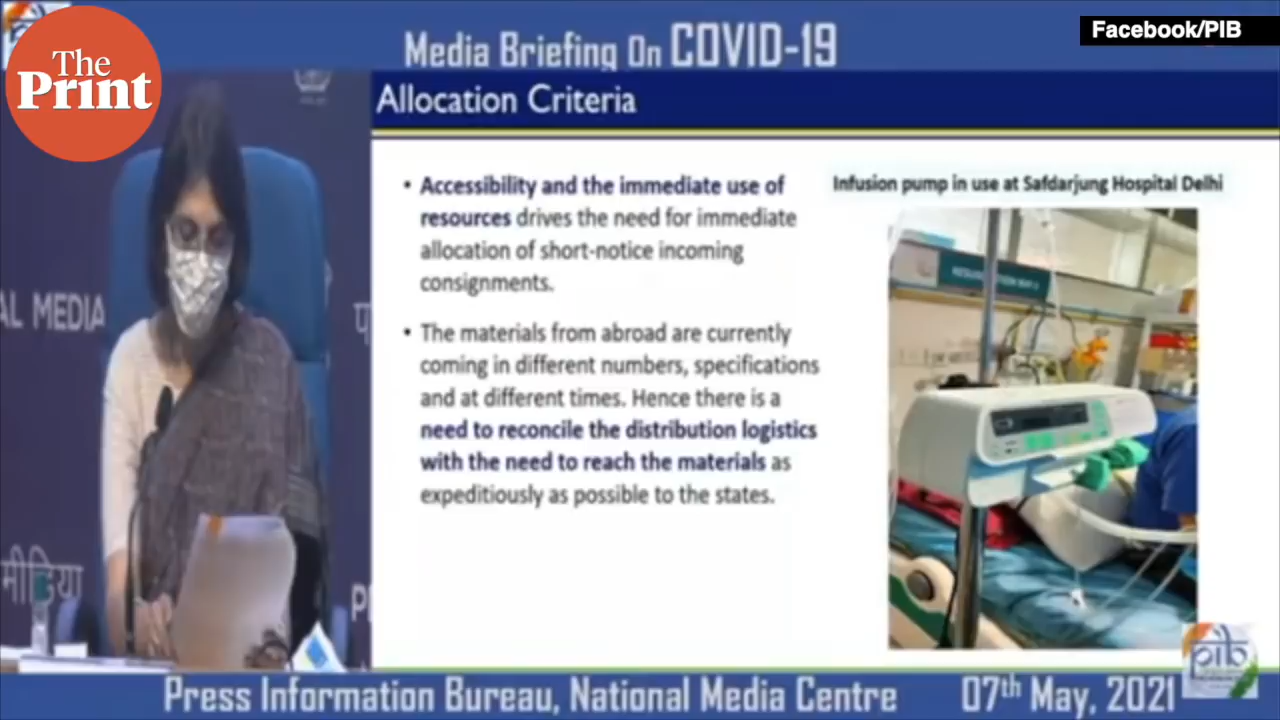 The
Print
Facebook/PIB
Media Briefing On COVID-19
Allocation Criteria
• Accessibility and the immediate use of
resources drives the need for immediate
allocation of short-notice incoming
consignments.
• The materials from abroad are currently
coming in different numbers, specifications
and at different times. Hence there is a
need to reconcile the distribution logistics
with the need to reach the materials as
expeditiously as possible to the states.
Infusion pump in use at Safdarjung Hospital Delhi
AL MEDIA
मीडिया
pib
Press Information Bureau, National Media Centre
07th May, 2021